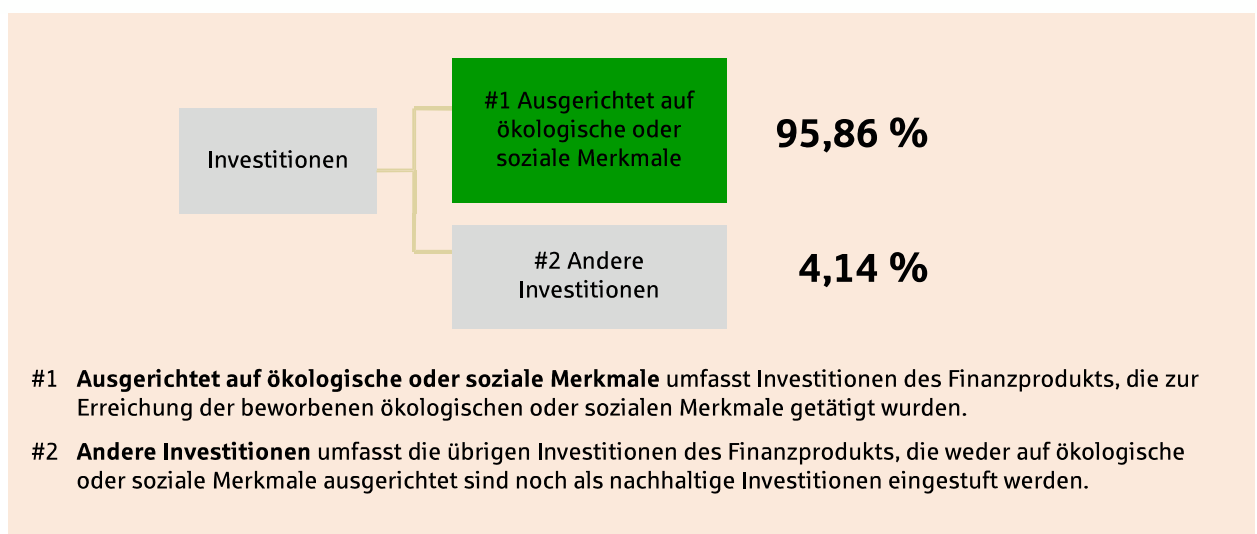 #1 Ausgerichtet auf
ökologische oder
soziale Merkmale
95,86 %
Investitionen
#2 Andere
Investitionen
4,14 %
#1 Ausgerichtet auf ökologische oder soziale Merkmale umfasst Investitionen des Finanzprodukts, die zur
Erreichung der beworbenen ökologischen oder sozialen Merkmale getätigt wurden.
#2 Andere Investitionen umfasst die übrigen Investitionen des Finanzprodukts, die weder auf ökologische
oder soziale Merkmale ausgerichtet sind noch als nachhaltige Investitionen eingestuft werden.